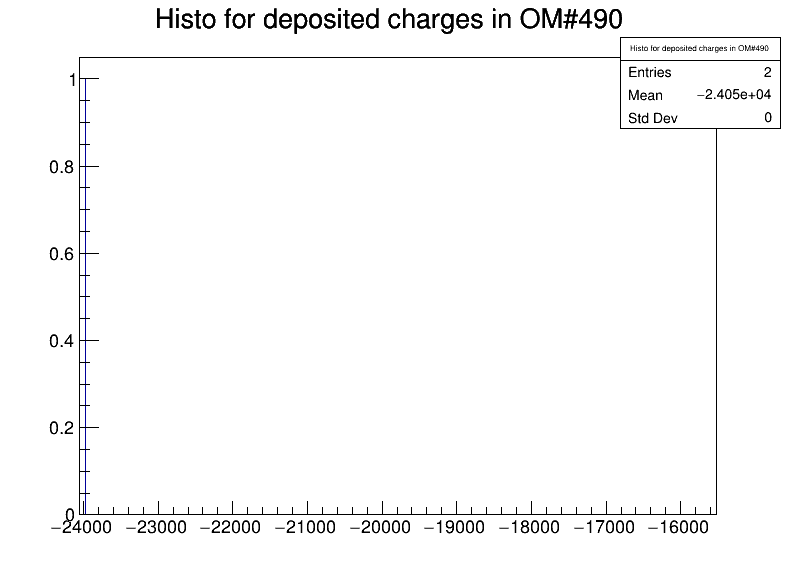 Histo for deposited charges in OM#490
Histo for deposited charges in OM#490
Entries 2
Mean −2.405e+04
Std Dev 0
1
0.8
0.6
0.4
0.2
0
−24000 −23000 −22000 −21000 −20000 −19000 −18000 −17000 −16000